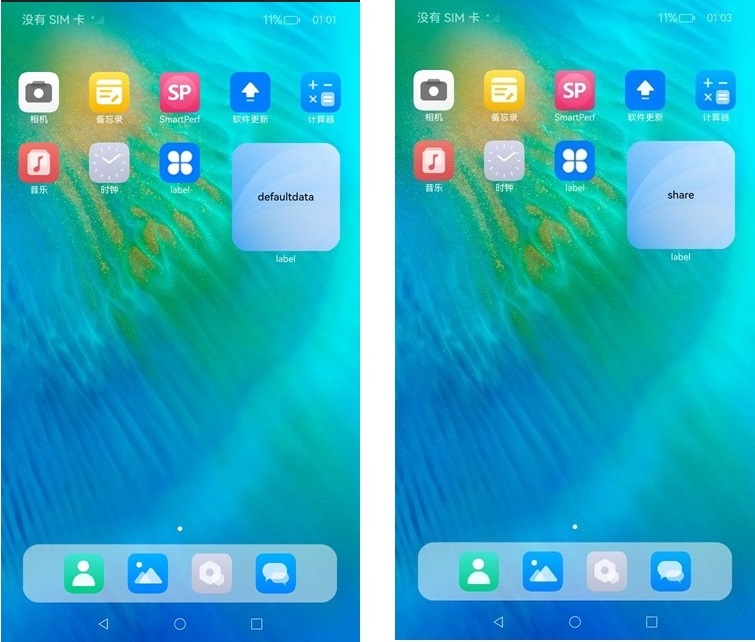 没有 SIM 卡 11% 01:01
相机 备忘录 SP SmartPerf 软件更新 计算器
音乐 时钟 label defaultdata
label
没有 SIM 卡 11% 01:03
相机 备忘录 SP SmartPerf 软件更新 计算器
音乐 时钟 label share
label